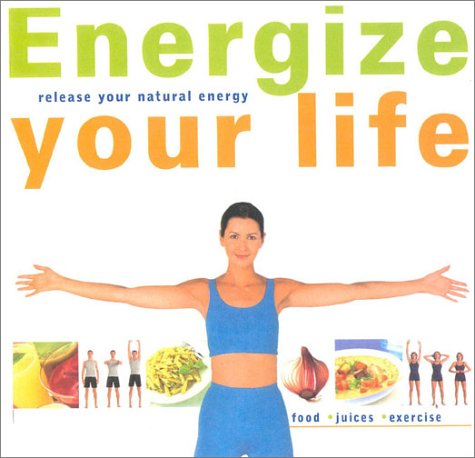 Energize
release your natural energy
your life
food • juices • exercise